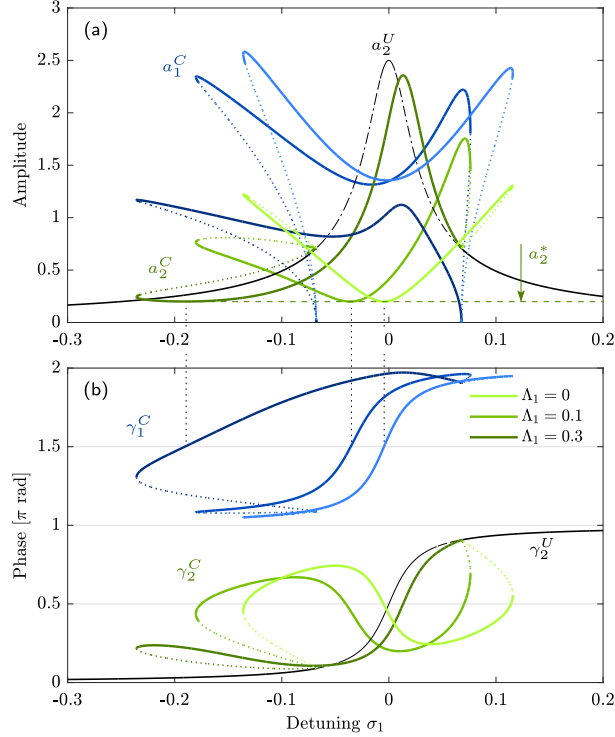 (a)
a_2^U
a_1^C
a_2^C
a_2^*
Amplitude
3
2.5
2
1.5
1
0.5
0
-0.3
-0.2
-0.1
0
0.1
0.2
(b)
γ_1^C
Λ_1 = 0
Λ_1 = 0.1
Λ_1 = 0.3
γ_2^C
γ_2^U
Phase [π rad]
2
1.5
1
0.5
0
-0.3
-0.2
-0.1
0
0.1
0.2
Detuning σ_1